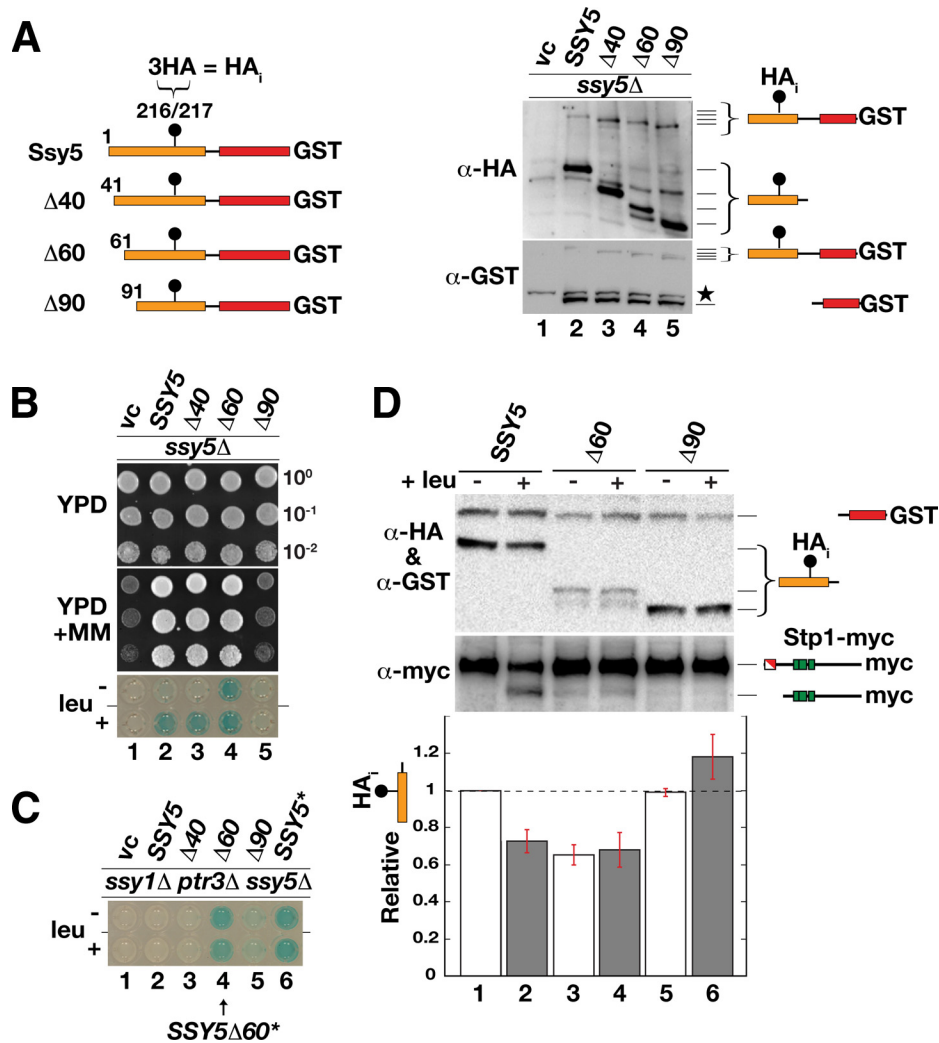 A
3HA = HAi
216/217
1
Ssy5 GST
41
Δ40 GST
61
Δ60 GST
91
Δ90 GST
vc SSY5 Δ40 Δ60 Δ90
ssy5Δ
α-HA
α-GST
HAi
GST
GST
★
GST
1 2 3 4 5
B
vc SSY5 Δ40 Δ60 Δ90
ssy5Δ
YPD
10⁰
10⁻¹
10⁻²
YPD
+MM
leu
-
+
1 2 3 4 5
C
vc SSY5 Δ40 Δ60 Δ90 SSY5*
ssy1Δ ptr3Δ ssy5Δ
leu
-
+
1 2 3 4 5 6
SSY5Δ60*
D
SSY5 Δ60 Δ90
+ leu - + - + - +
α-HA
&
α-GST
GST
HAi
α-myc
Stp1-myc
myc
myc
HAi
Relative
1.2
1
0.8
0.6
0.4
0.2
0
1 2 3 4 5 6